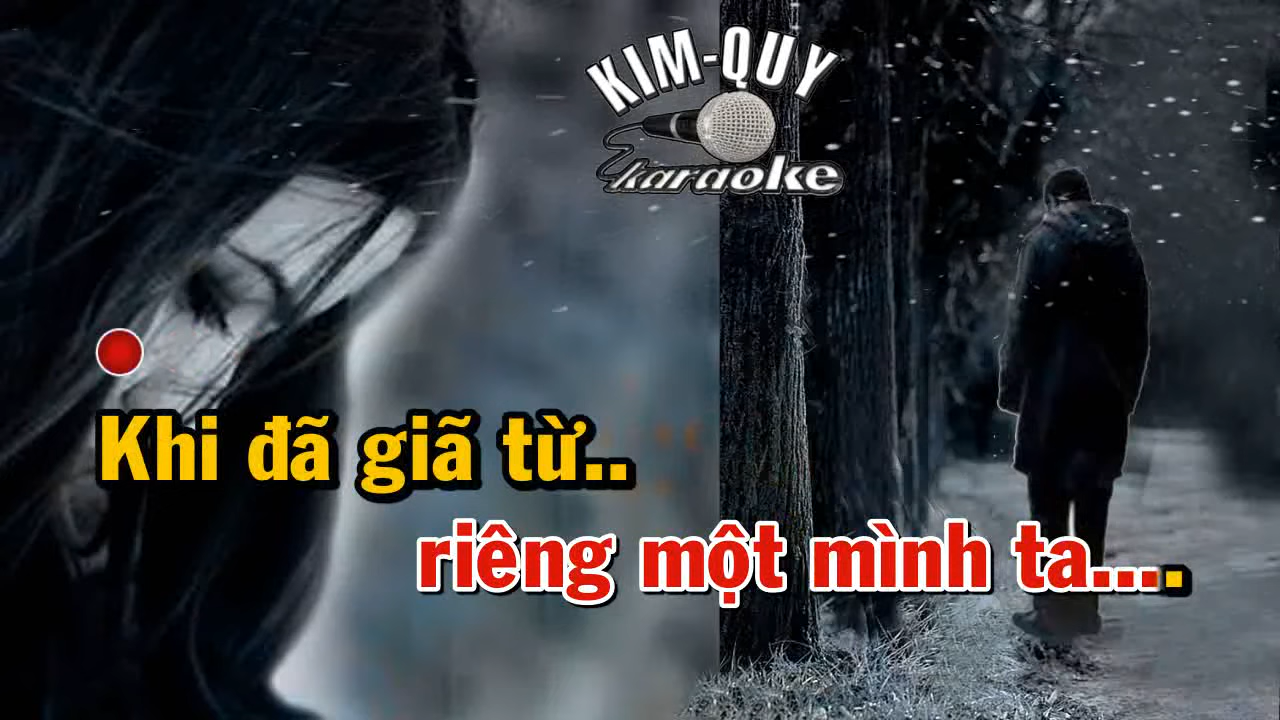 KIM-QUY
karaoke
Khi đã giã từ..
riêng một mình ta....